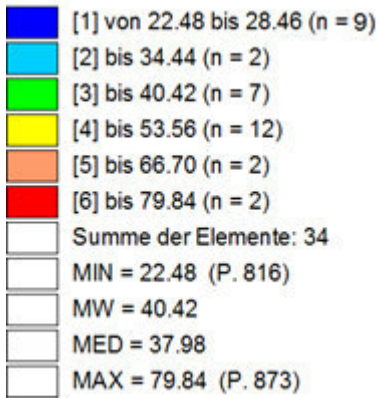 [1] von 22.48 bis 28.46 (n = 9)
[2] bis 34.44 (n = 2)
[3] bis 40.42 (n = 7)
[4] bis 53.56 (n = 12)
[5] bis 66.70 (n = 2)
[6] bis 79.84 (n = 2)
Summe der Elemente: 34
MIN = 22.48 (P. 816)
MW = 40.42
MED = 37.98
MAX = 79.84 (P. 873)